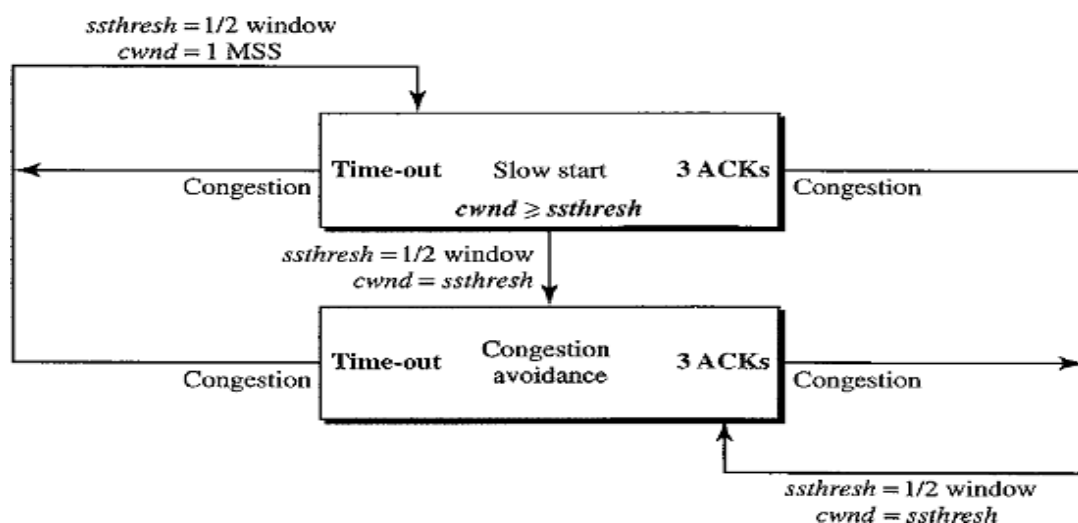 ssthresh = 1/2 window
cwnd = 1 MSS
Time-out Slow start 3 ACKs
Congestion
Congestion
cwnd ≥ ssthresh
ssthresh = 1/2 window
cwnd = ssthresh
Time-out Congestion avoidance 3 ACKs
Congestion
Congestion
ssthresh = 1/2 window
cwnd = ssthresh